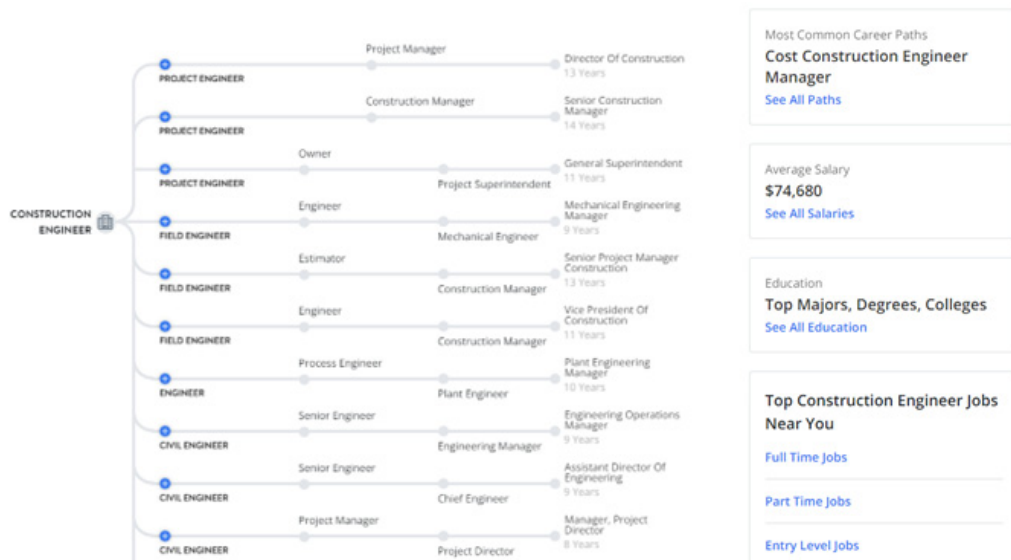 Project Manager
Director Of Construction
13 Years
PROJECT ENGINEER
Construction Manager
Senior Construction
Manager
14 Years
PROJECT ENGINEER
Owner
General Superintendent
11 Years
PROJECT ENGINEER
Project Superintendent
CONSTRUCTION
ENGINEER
Engineer
Mechanical Engineering
Manager
9 Years
FIELD ENGINEER
Mechanical Engineer
Estimator
Senior Project Manager
Construction
13 Years
FIELD ENGINEER
Construction Manager
Engineer
Vice President Of
Construction
11 Years
FIELD ENGINEER
Construction Manager
Process Engineer
Plant Engineering
Manager
10 Years
ENGINEER
Plant Engineer
Senior Engineer
Engineering Operations
Manager
9 Years
CIVIL ENGINEER
Engineering Manager
Senior Engineer
Assistant Director Of
Engineering
9 Years
CIVIL ENGINEER
Chief Engineer
Project Manager
Manager, Project
Director
8 Years
CIVIL ENGINEER
Project Director
Most Common Career Paths
Cost Construction Engineer
Manager
See All Paths
Average Salary
$74,680
See All Salaries
Education
Top Majors, Degrees, Colleges
See All Education
Top Construction Engineer Jobs
Near You
Full Time Jobs
Part Time Jobs
Entry Level Jobs